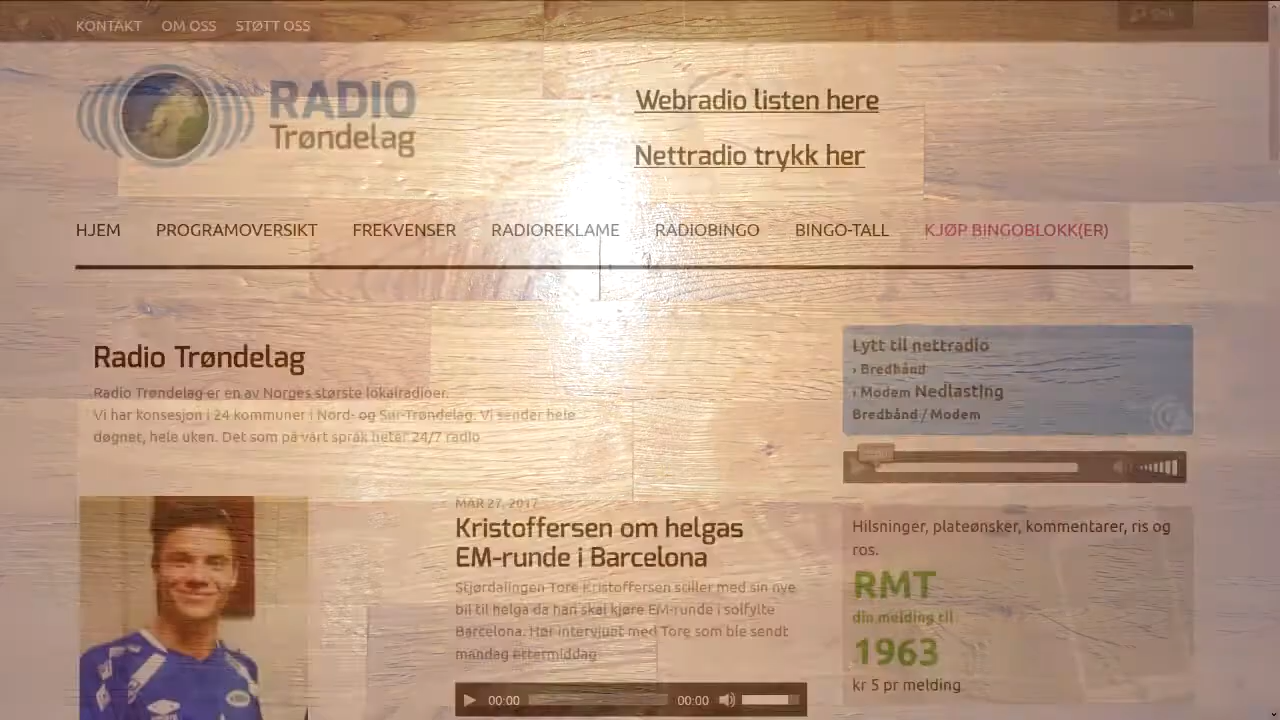 KONTAKT OM OSS STØTT OSS
RADIO
Trøndelag
Webradio listen here
Nettradio trykk her
HJEM PROGRAMOVERSIKT FREKVENSER RADIOREKLAME RADIOBINGO BINGO-TALL KJØP BINGOBLOKK(ER)
Radio Trøndelag
Radio Trøndelag er en av Norges største lokalradioer.
Vi har konsesjon i 24 kommuner i Nord- og Sør-Trøndelag. Vi sender hele
døgnet, hele uken. Det som på vårt språk heter 24/7 radio
Lytt til nettradio
› Bredbånd
› Modem Nedlasting
Bredbånd / Modem
MAR 27, 2017
Kristoffersen om helgas
EM-runde i Barcelona
Stjørdalingen Tore Kristoffersen sciller med sin nye
bil til helga da han skal kjøre EM-runde i solfylte
Barcelona. Hør intervjuet med Tore som ble sendt
mandag ettermiddag
00:00 00:00
Hilsninger, plateønsker, kommentarer, ris og
ros.
RMT
din melding til
1963
kr 5 pr melding